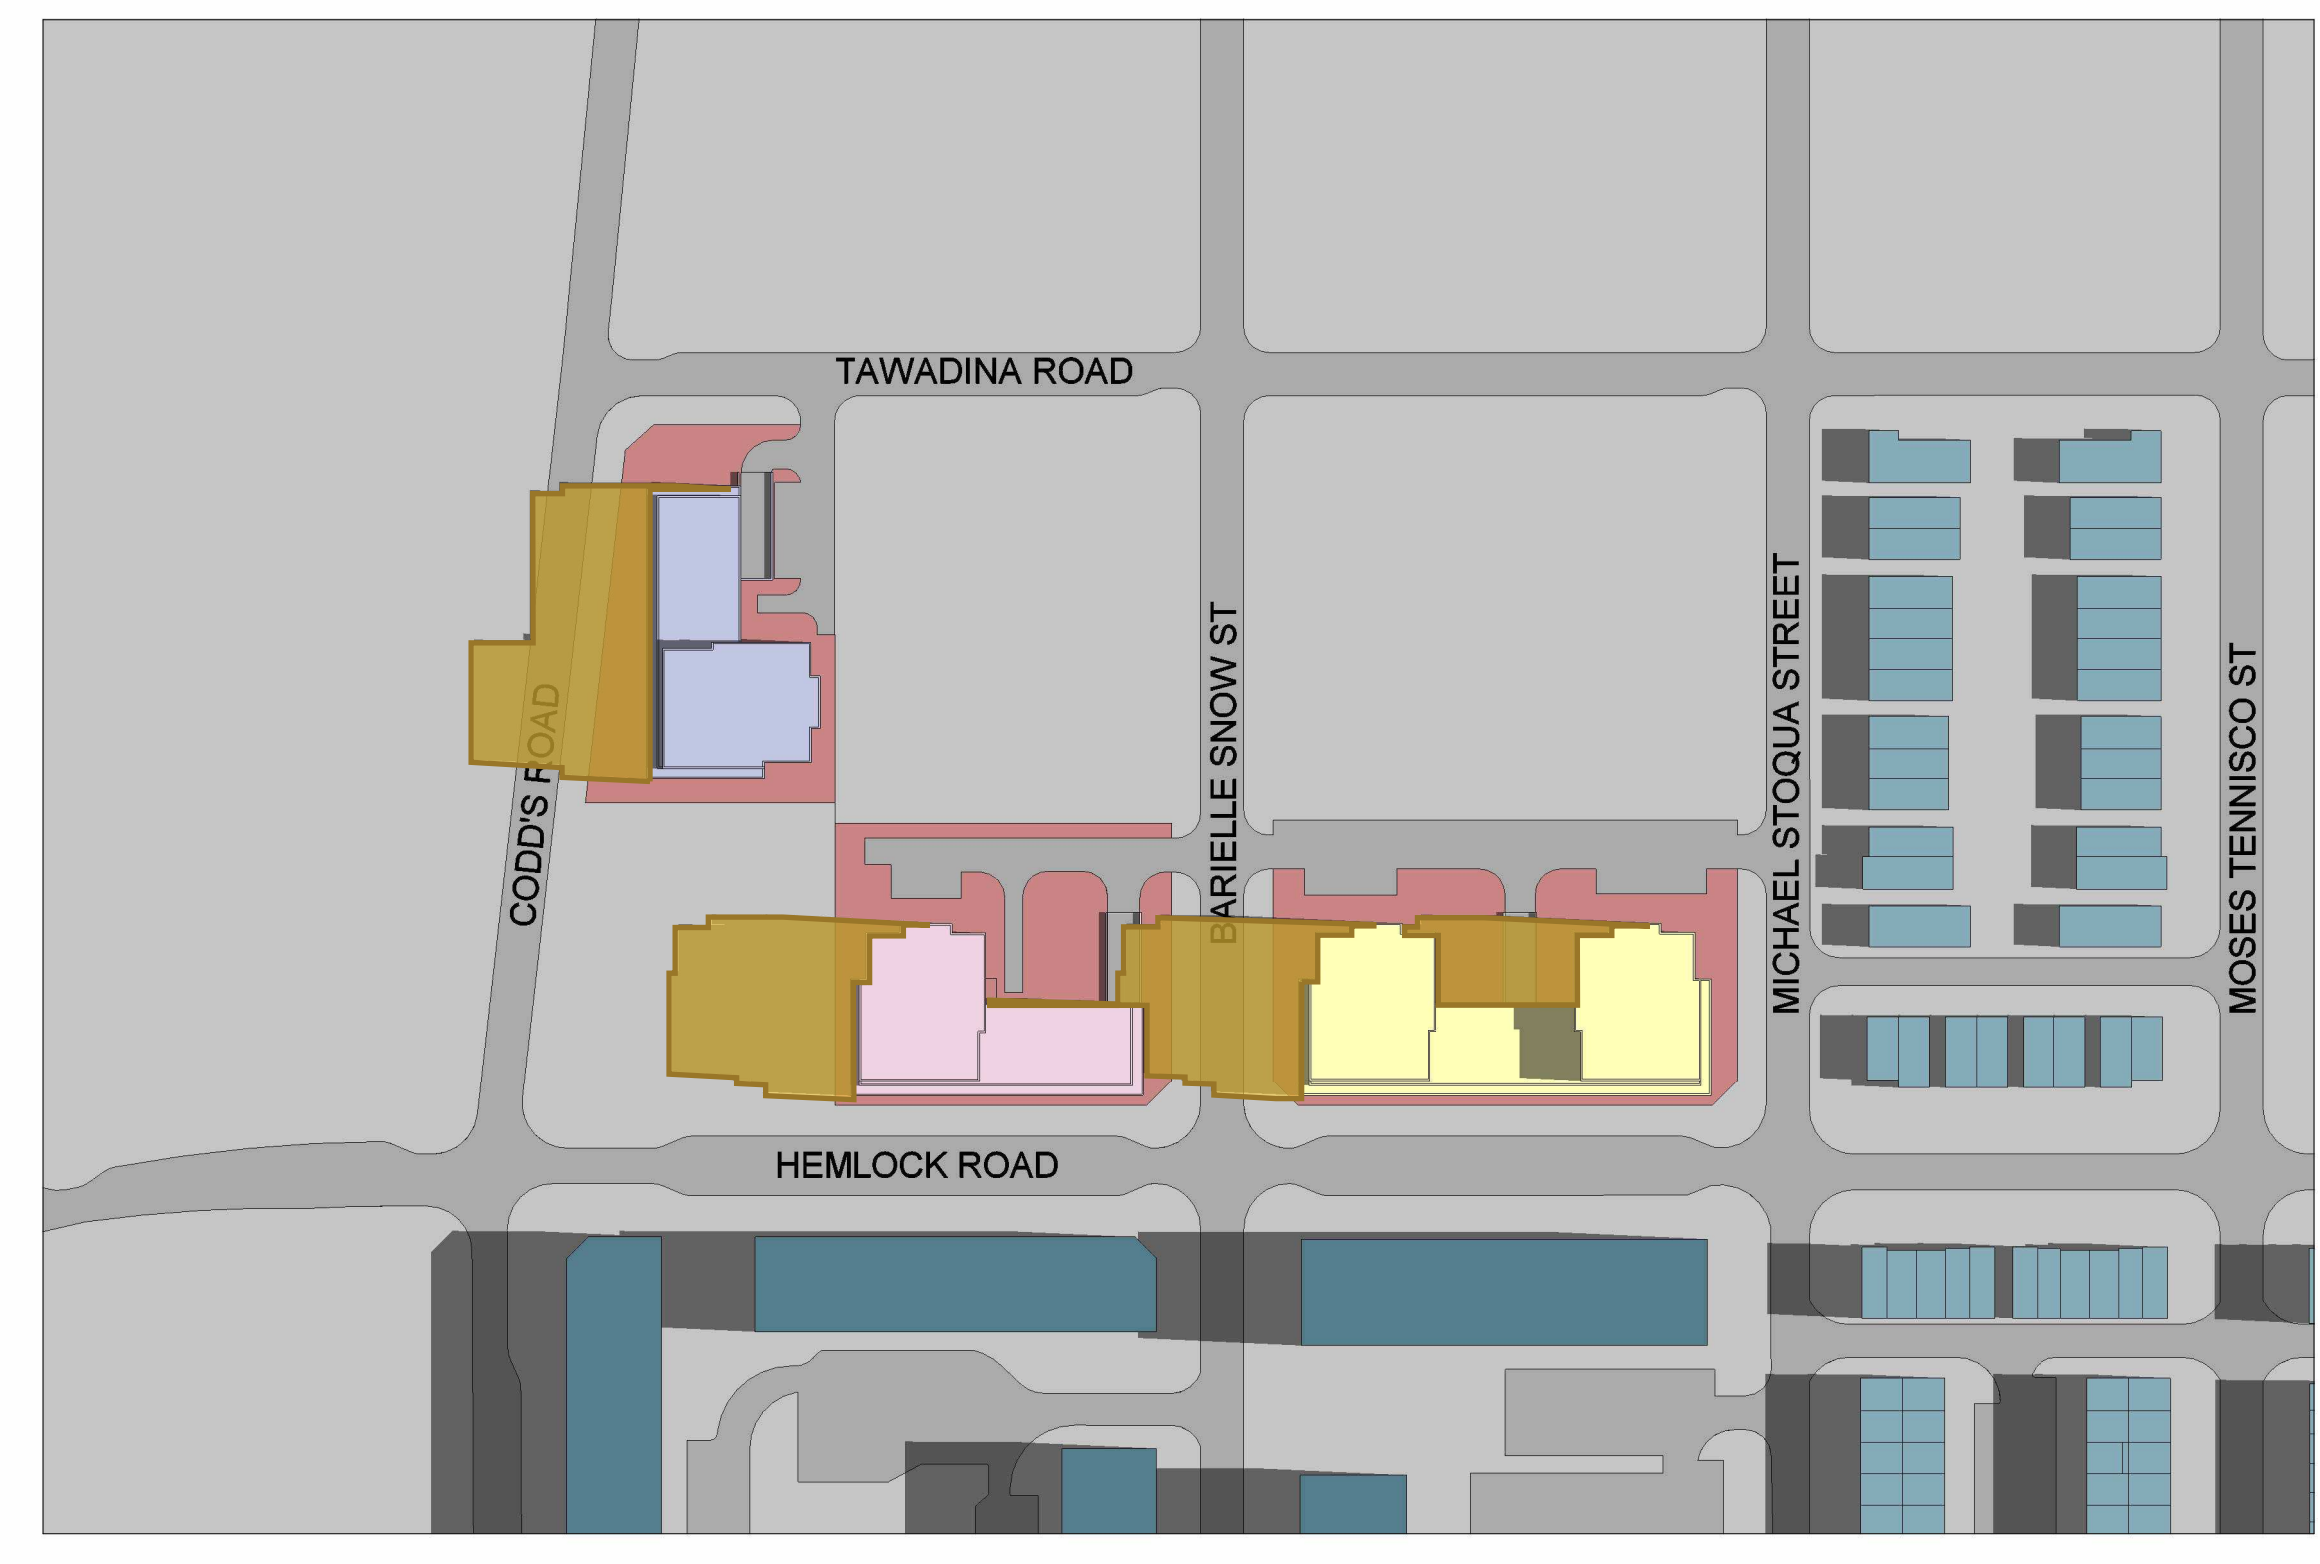 TAWADINA ROAD
CODD'S ROAD
BARIELLE SNOW ST
MICHAEL STOQUA STREET
MOSES TENNISCO ST
HEMLOCK ROAD